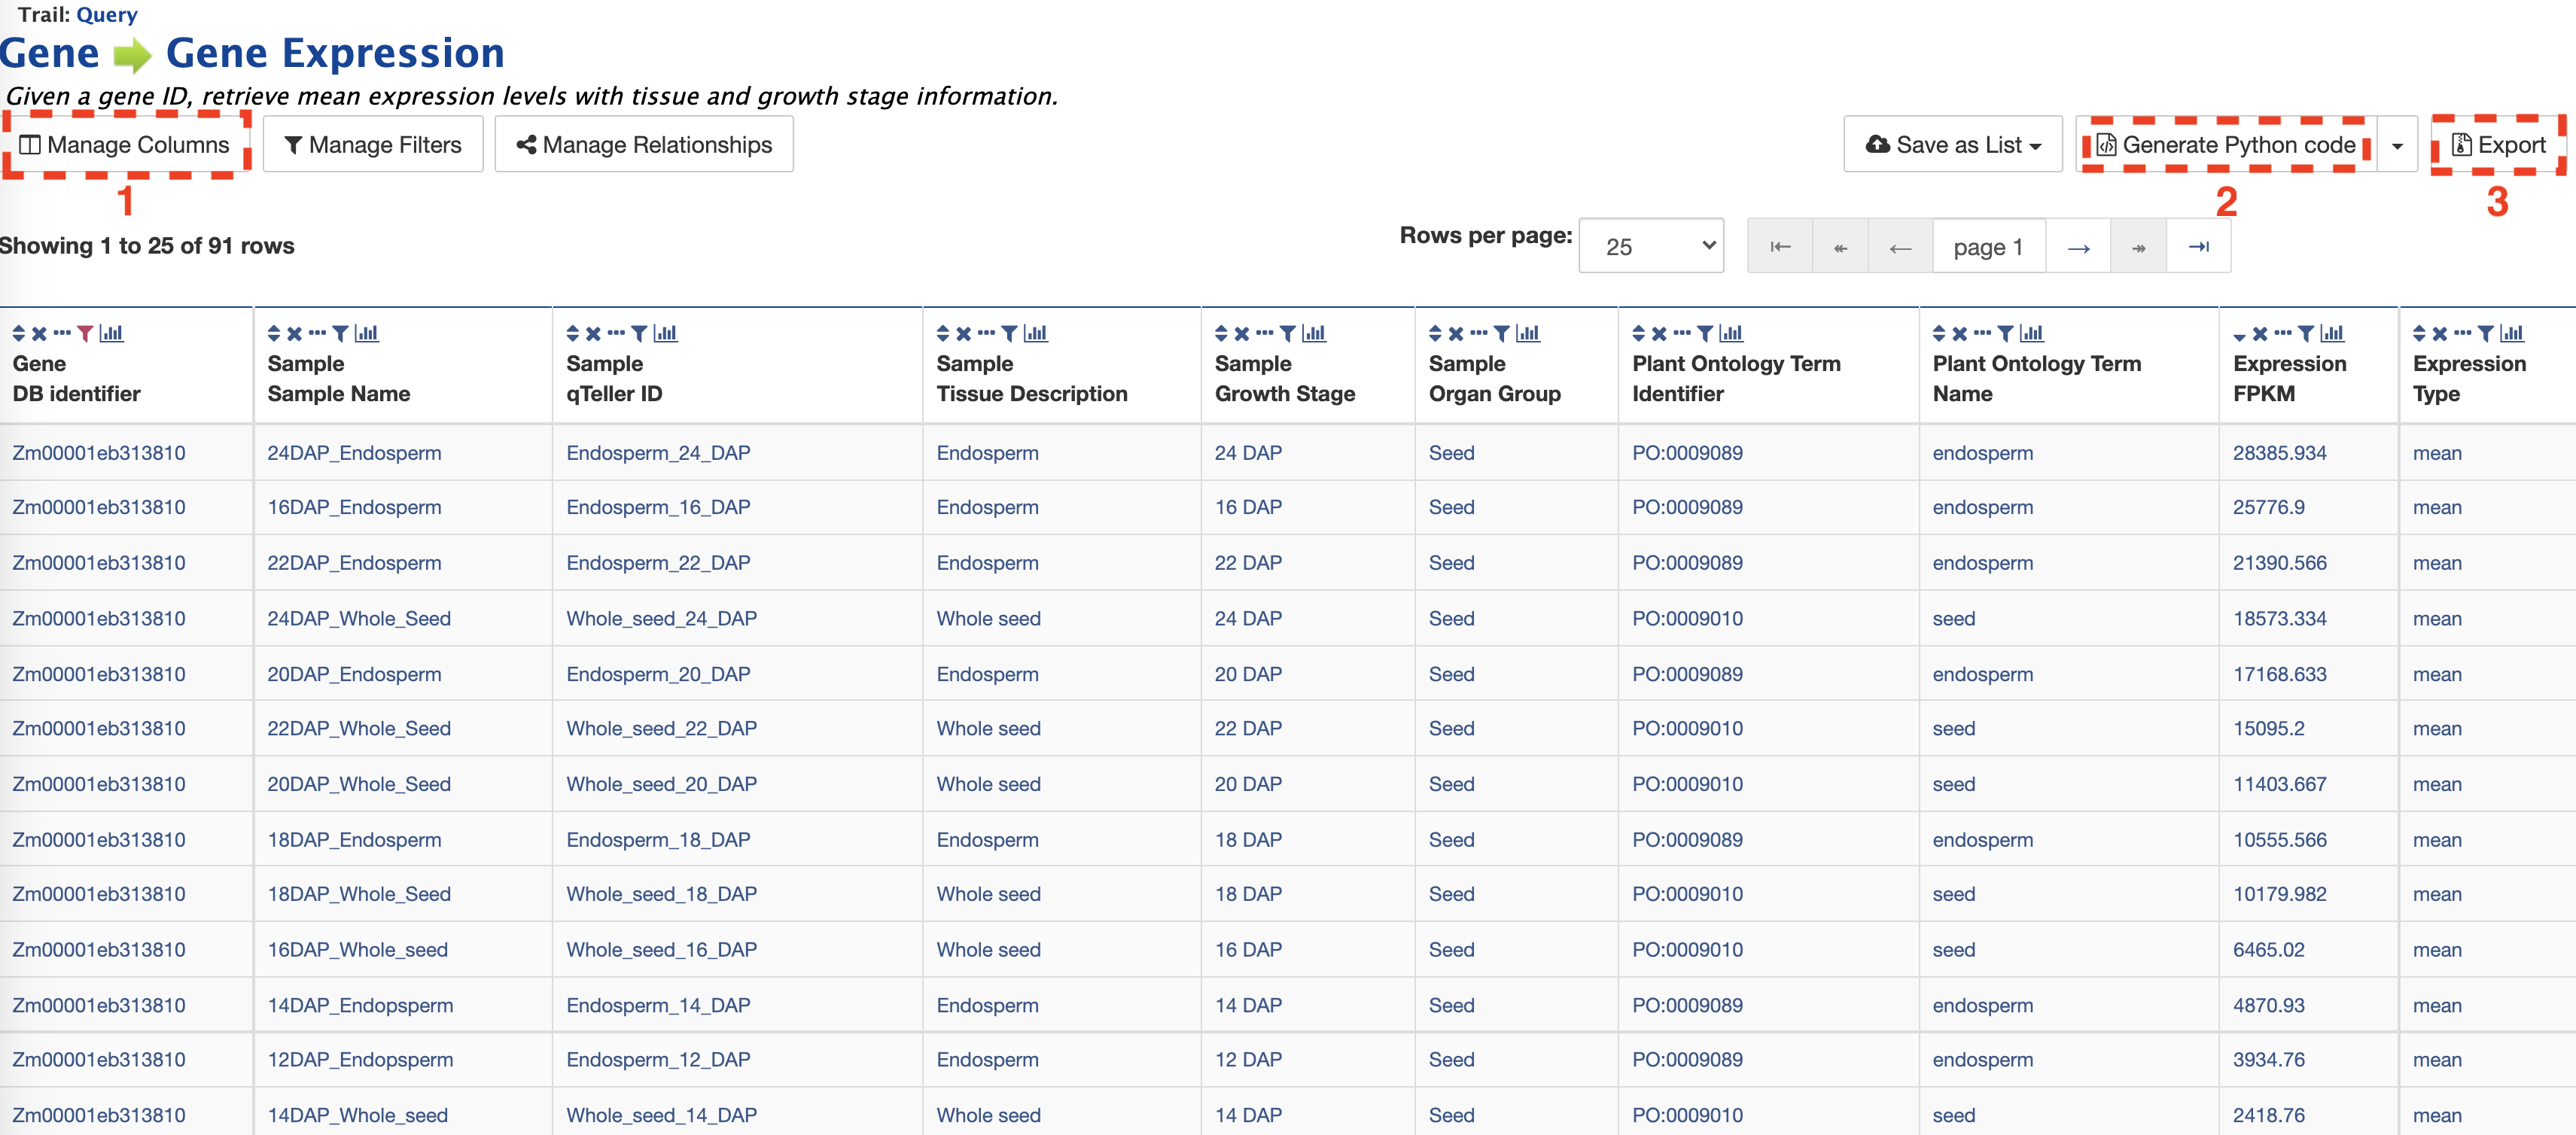 Trail: Query
Gene Gene Expression
Given a gene ID, retrieve mean expression levels with tissue and growth stage information.
Manage Columns Manage Filters Manage Relationships Save as List Generate Python code Export
1 2 3
Showing 1 to 25 of 91 rows Rows per page: 25 page 1
Gene Sample Sample Sample Sample Sample Plant Ontology Term Plant Ontology Term Expression Expression
DB identifier Sample Name qTeller ID Tissue Description Growth Stage Organ Group Identifier Name FPKM Type
Zm00001eb313810 24DAP_Endosperm Endosperm_24_DAP Endosperm 24 DAP Seed PO:0009089 endosperm 28385.934 mean
Zm00001eb313810 16DAP_Endosperm Endosperm_16_DAP Endosperm 16 DAP Seed PO:0009089 endosperm 25776.9 mean
Zm00001eb313810 22DAP_Endosperm Endosperm_22_DAP Endosperm 22 DAP Seed PO:0009089 endosperm 21390.566 mean
Zm00001eb313810 24DAP_Whole_Seed Whole_seed_24_DAP Whole seed 24 DAP Seed PO:0009010 seed 18573.334 mean
Zm00001eb313810 20DAP_Endosperm Endosperm_20_DAP Endosperm 20 DAP Seed PO:0009089 endosperm 17168.633 mean
Zm00001eb313810 22DAP_Whole_Seed Whole_seed_22_DAP Whole seed 22 DAP Seed PO:0009010 seed 15095.2 mean
Zm00001eb313810 20DAP_Whole_Seed Whole_seed_20_DAP Whole seed 20 DAP Seed PO:0009010 seed 11403.667 mean
Zm00001eb313810 18DAP_Endosperm Endosperm_18_DAP Endosperm 18 DAP Seed PO:0009089 endosperm 10555.566 mean
Zm00001eb313810 18DAP_Whole_Seed Whole_seed_18_DAP Whole seed 18 DAP Seed PO:0009010 seed 10179.982 mean
Zm00001eb313810 16DAP_Whole_seed Whole_seed_16_DAP Whole seed 16 DAP Seed PO:0009010 seed 6465.02 mean
Zm00001eb313810 14DAP_Endopsperm Endosperm_14_DAP Endosperm 14 DAP Seed PO:0009089 endosperm 4870.93 mean
Zm00001eb313810 12DAP_Endopsperm Endosperm_12_DAP Endosperm 12 DAP Seed PO:0009089 endosperm 3934.76 mean
Zm00001eb313810 14DAP_Whole_seed Whole_seed_14_DAP Whole seed 14 DAP Seed PO:0009010 seed 2418.76 mean